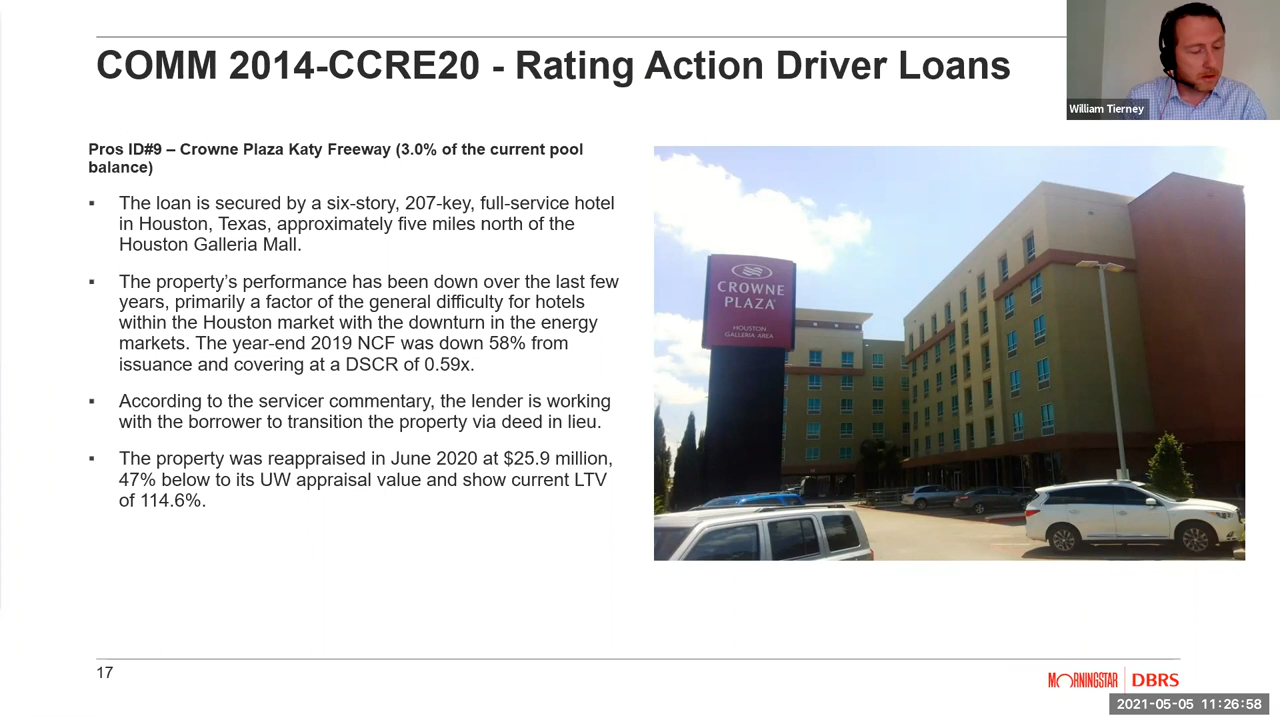 COMM 2014-CCRE20 - Rating Action Driver Loans
William Tierney
Pros ID#9 – Crowne Plaza Katy Freeway (3.0% of the current pool
balance)
▪ The loan is secured by a six-story, 207-key, full-service hotel
in Houston, Texas, approximately five miles north of the
Houston Galleria Mall.
▪ The property’s performance has been down over the last few
years, primarily a factor of the general difficulty for hotels
within the Houston market with the downturn in the energy
markets. The year-end 2019 NCF was down 58% from
issuance and covering at a DSCR of 0.59x.
▪ According to the servicer commentary, the lender is working
with the borrower to transition the property via deed in lieu.
▪ The property was reappraised in June 2020 at $25.9 million,
47% below to its UW appraisal value and show current LTV
of 114.6%.
CROWNE
PLAZA
HOUSTON
GALLERIA AREA
17
MORNINGSTAR | DBRS
2021-05-05 11:26:58